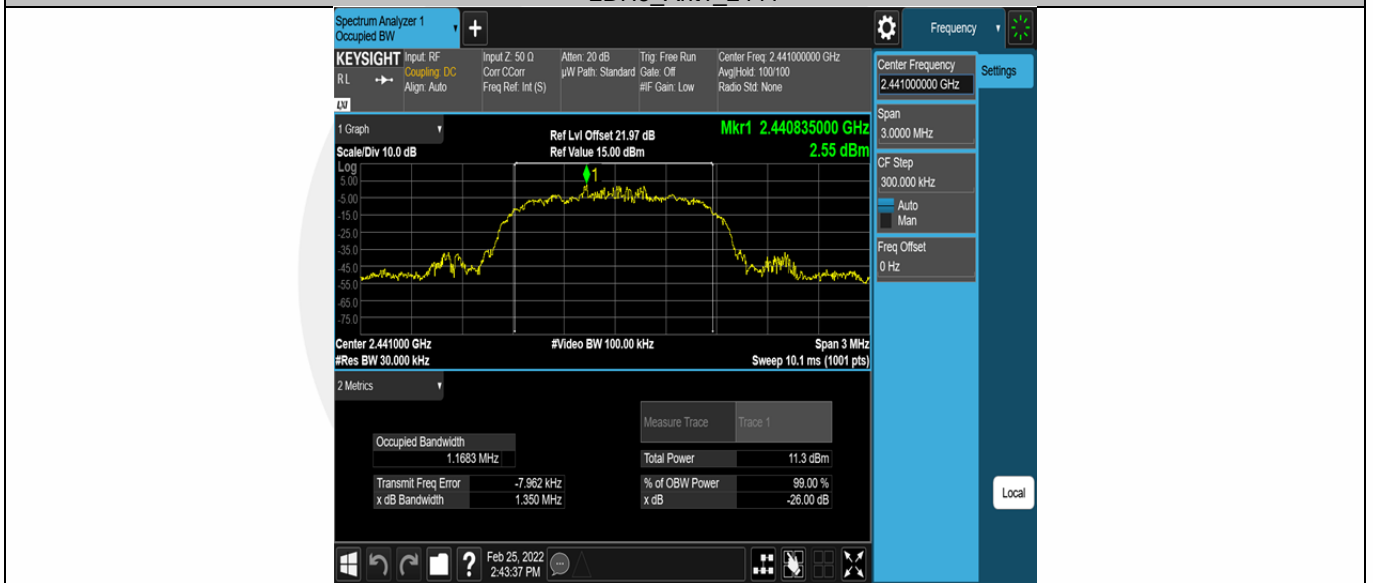 Spectrum Analyzer 1
Occupied BW
+
Frequency
KEYSIGHT
Input: RF
Input Z: 50 Ω
Atten: 20 dB
Trig: Free Run
Center Freq: 2.441000000 GHz
R L
Coupling: DC
Corr CCorr
µW Path: Standard
Gate: Off
Avg|Hold: 100/100
Align: Auto
Freq Ref: Int (S)
#IF Gain: Low
Radio Std: None
LXI
Center Frequency
2.441000000 GHz
Settings
Span
3.0000 MHz
CF Step
300.000 kHz
Auto
Man
Freq Offset
0 Hz
Local
1 Graph
Ref Lvl Offset 21.97 dB
Mkr1 2.440835000 GHz
Scale/Div 10.0 dB
Ref Value 15.00 dBm
2.55 dBm
Log
1
5.00
-5.00
-15.0
-25.0
-35.0
-45.0
-55.0
-65.0
-75.0
Center 2.441000 GHz
#Video BW 100.00 kHz
Span 3 MHz
#Res BW 30.000 kHz
Sweep 10.1 ms (1001 pts)
2 Metrics
Measure Trace
Trace 1
Occupied Bandwidth
1.1683 MHz
Total Power
11.3 dBm
Transmit Freq Error
-7.962 kHz
% of OBW Power
99.00 %
x dB Bandwidth
1.350 MHz
x dB
-26.00 dB
?
Feb 25, 2022
2:43:37 PM